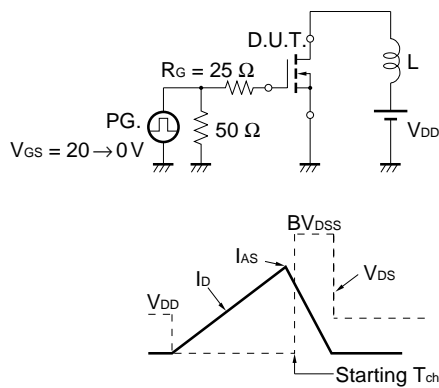 D.U.T.
RG = 25 Ω
L
PG.
50 Ω
VDD
VGS = 20 → 0 V
BVDSS
IAS
ID
VDS
VDD
Starting Tch